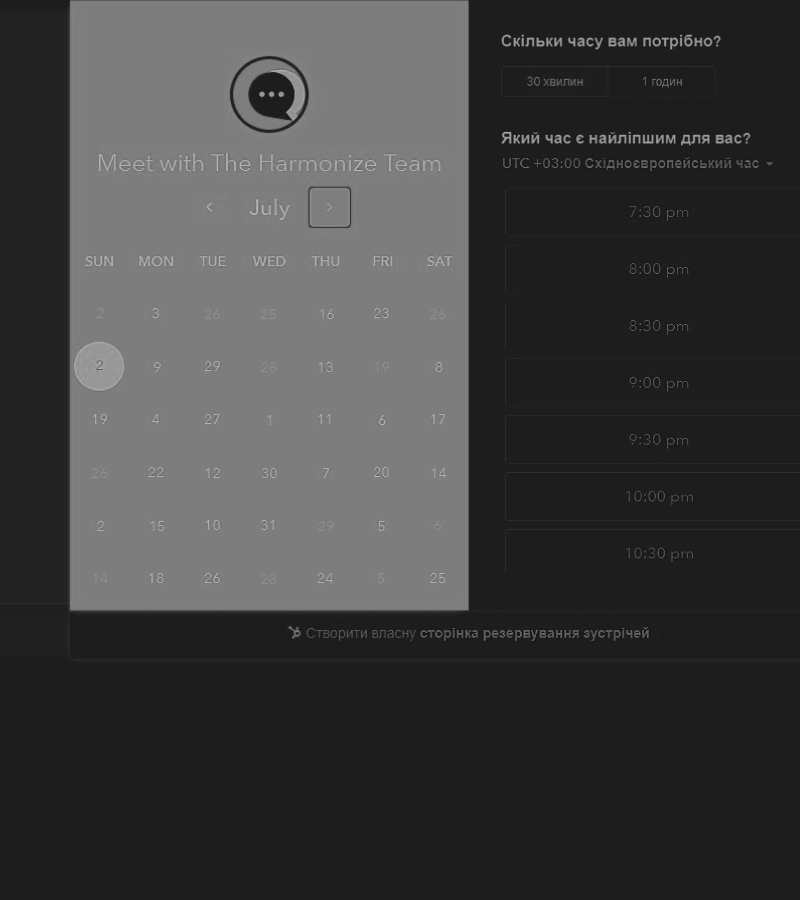 Meet with The Harmonize Team
July
SUN MON TUE WED THU FRI SAT
2 3 26 25 16 23 26
2 9 29 28 13 19 8
19 4 27 1 11 6 17
26 22 12 30 7 20 14
2 15 10 31 29 5 6
14 18 26 28 24 5 25
Скільки часу вам потрібно?
30 хвилин 1 годин
Який час є найліпшим для вас?
UTC +03:00 Східноєвропейський час
7:30 pm
8:00 pm
8:30 pm
9:00 pm
9:30 pm
10:00 pm
10:30 pm
Створити власну сторінка резервування зустрічей